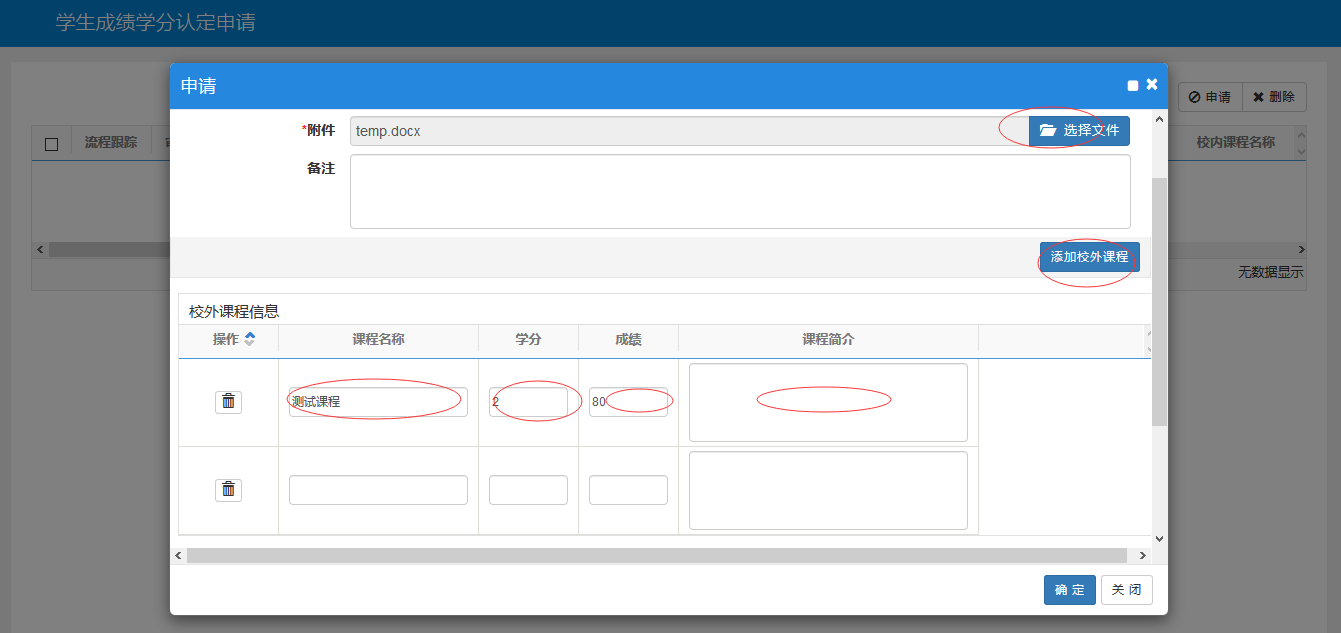 学生成绩学分认定申请
申请
申请 删除
*附件 temp.docx 选择文件
流程跟踪 校内课程名称
备注
添加校外课程
无数据显示
校外课程信息
操作 课程名称 学分 成绩 课程简介
测试课程 2 80
确 定 关 闭